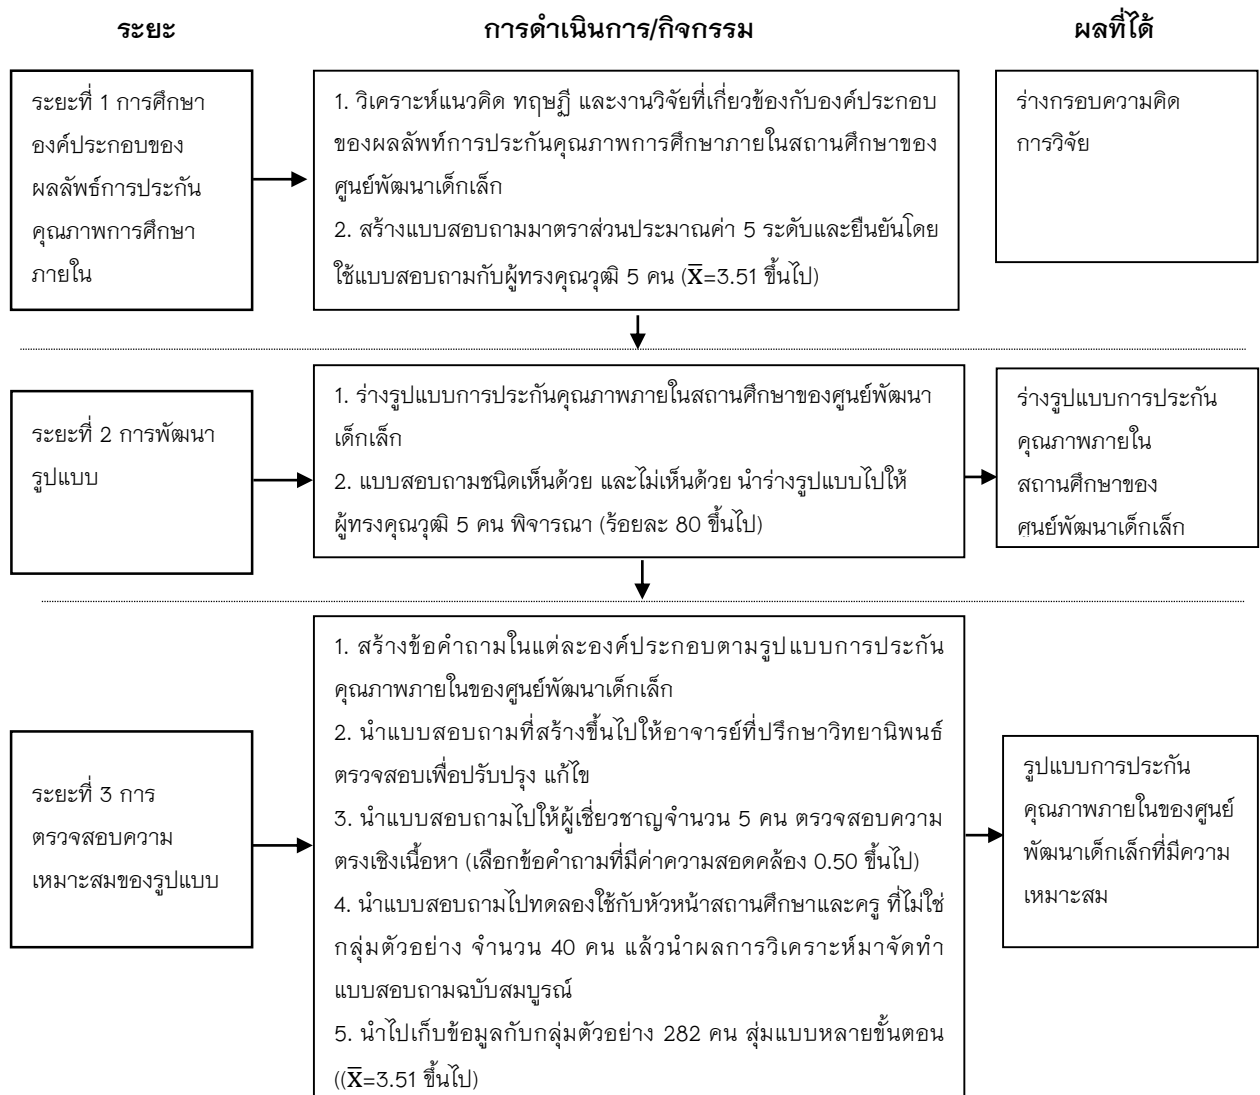 ระยะ
การดำเนินการ/กิจกรรม
ผลที่ได้
ระยะที่ 1 การศึกษา
องค์ประกอบของ
ผลลัพธ์การประกัน
คุณภาพการศึกษา
ภายใน
1. วิเคราะห์แนวคิด ทฤษฏี และงานวิจัยที่เกี่ยวข้องกับองค์ประกอบ
ของผลลัพท์การประกันคุณภาพการศึกษาภายในสถานศึกษาของ
ศูนย์พัฒนาเด็กเล็ก
2. สร้างแบบสอบถามมาตราส่วนประมาณค่า 5 ระดับและยืนยันโดย
ใช้แบบสอบถามกับผู้ทรงคุณวุฒิ 5 คน (X̄=3.51 ขึ้นไป)
ร่างกรอบความคิด
การวิจัย
ระยะที่ 2 การพัฒนา
รูปแบบ
1. ร่างรูปแบบการประกันคุณภาพภายในสถานศึกษาของศูนย์พัฒนา
เด็กเล็ก
2. แบบสอบถามชนิดเห็นด้วย และไม่เห็นด้วย นำร่างรูปแบบไปให้
ผู้ทรงคุณวุฒิ 5 คน พิจารณา (ร้อยละ 80 ขึ้นไป)
ร่างรูปแบบการประกัน
คุณภาพภายใน
สถานศึกษาของ
ศูนย์พัฒนาเด็กเล็ก
ระยะที่ 3 การ
ตรวจสอบความ
เหมาะสมของรูปแบบ
1. สร้างข้อคำถามในแต่ละองค์ประกอบตามรูปแบบการประกัน
คุณภาพภายในของศูนย์พัฒนาเด็กเล็ก
2. นำแบบสอบถามที่สร้างขึ้นไปให้อาจารย์ที่ปรึกษาวิทยานิพนธ์
ตรวจสอบเพื่อปรับปรุง แก้ไข
3. นำแบบสอบถามไปให้ผู้เชี่ยวชาญจำนวน 5 คน ตรวจสอบความ
ตรงเชิงเนื้อหา (เลือกข้อคำถามที่มีค่าความสอดคล้อง 0.50 ขึ้นไป)
4. นำแบบสอบถามไปทดลองใช้กับหัวหน้าสถานศึกษาและครู ที่ไม่ใช่
กลุ่มตัวอย่าง จำนวน 40 คน แล้วนำผลการวิเคราะห์มาจัดทำ
แบบสอบถามฉบับสมบูรณ์
5. นำไปเก็บข้อมูลกับกลุ่มตัวอย่าง 282 คน สุ่มแบบหลายขั้นตอน
((X̄=3.51 ขึ้นไป)
รูปแบบการประกัน
คุณภาพภายในของศูนย์
พัฒนาเด็กเล็กที่มีความ
เหมาะสม